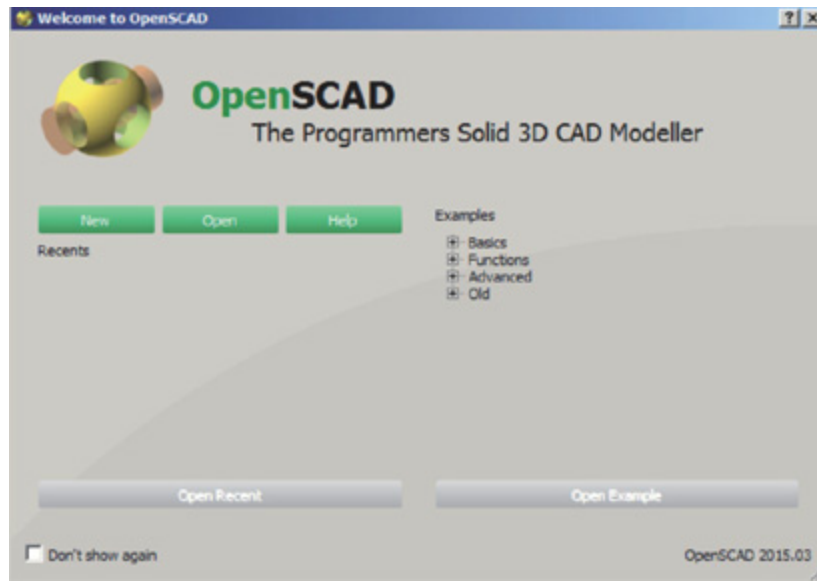 Welcome to OpenSCAD
OpenSCAD
The Programmers Solid 3D CAD Modeller
New Open Help
Recents
Examples
Basics
Functions
Advanced
Old
Open Recent
Open Example
Don't show again
OpenSCAD 2015.03